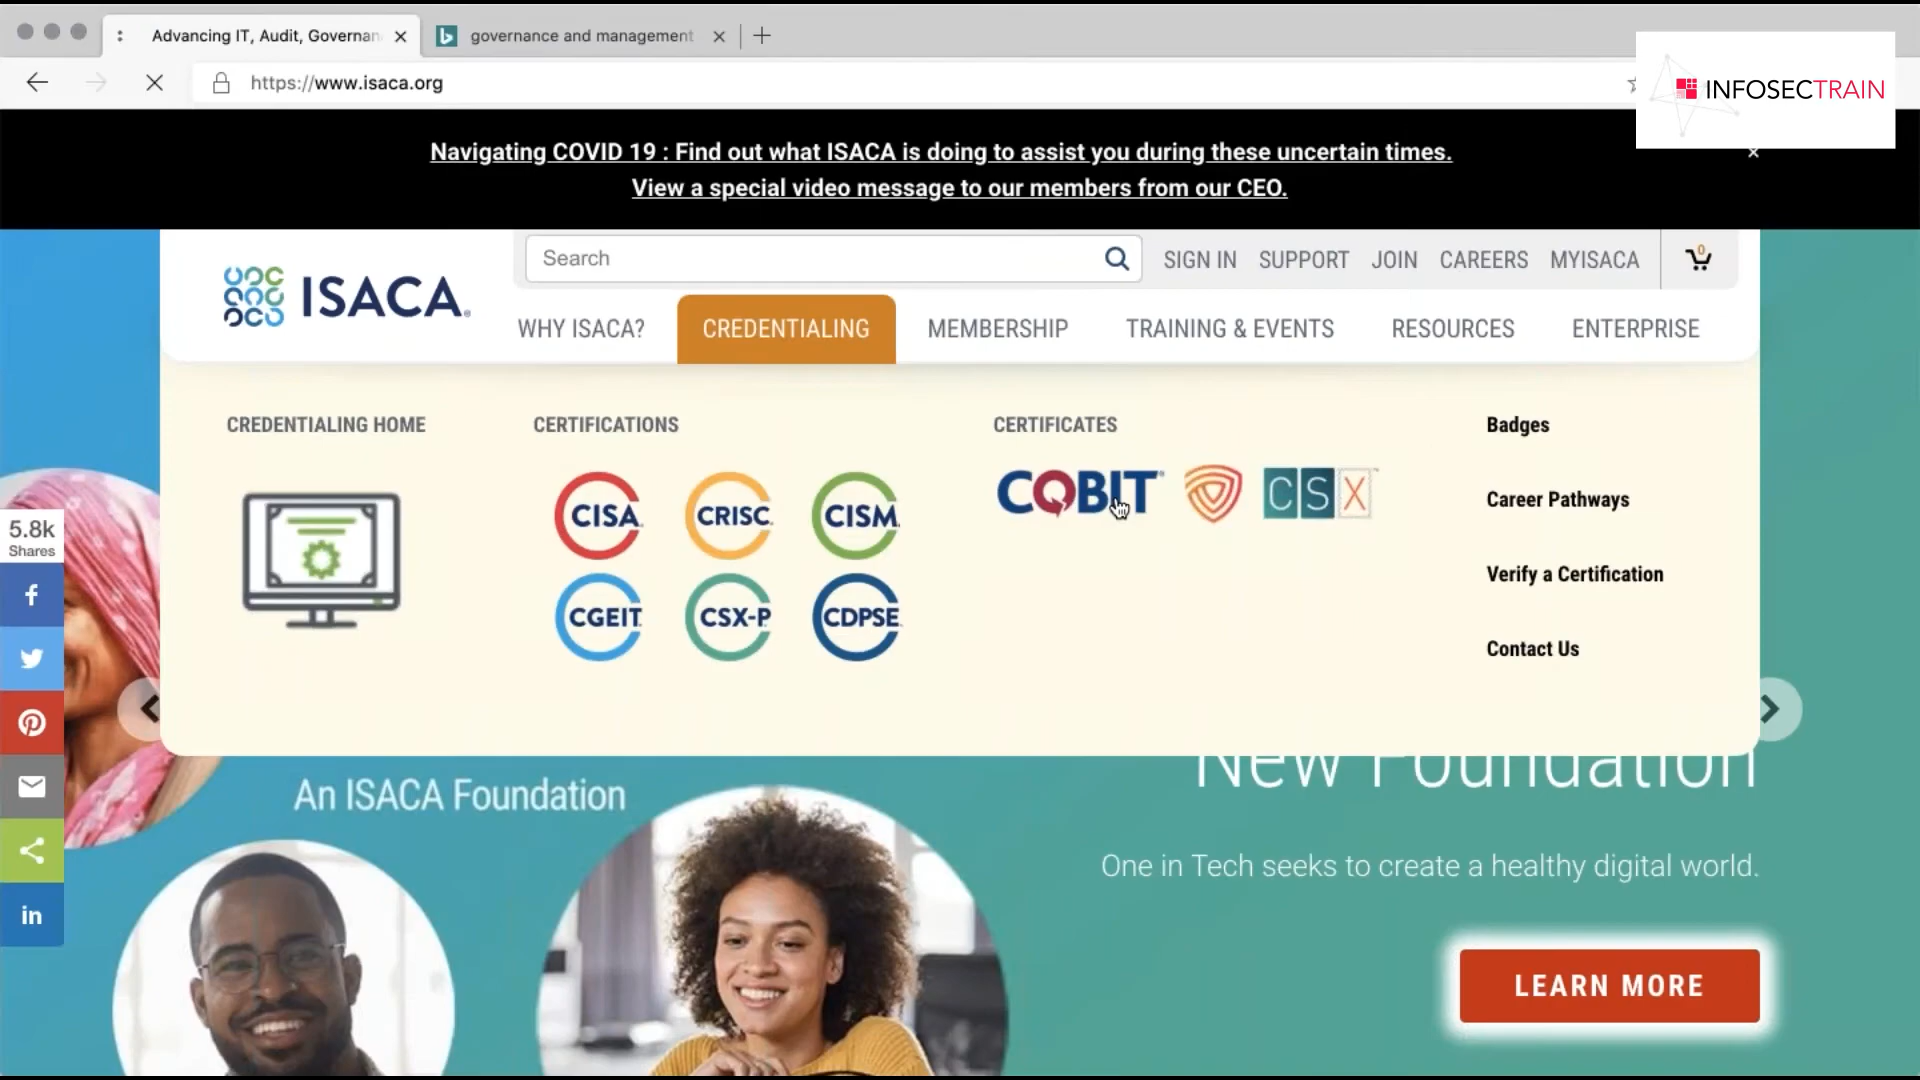 Advancing IT, Audit, Governan
governance and management
https://www.isaca.org
INFOSECTRAIN
Navigating COVID 19 : Find out what ISACA is doing to assist you during these uncertain times.
View a special video message to our members from our CEO.
ISACA.
Search
SIGN IN
SUPPORT
JOIN
CAREERS
MYISACA
0
WHY ISACA?
CREDENTIALING
MEMBERSHIP
TRAINING & EVENTS
RESOURCES
ENTERPRISE
CREDENTIALING HOME
CERTIFICATIONS
CISA.
CRISC.
CISM.
CGEIT.
CSX-P.
CDPSE.
CERTIFICATES
COBIT®
CSX™
Badges
Career Pathways
Verify a Certification
Contact Us
5.8k
Shares
An ISACA Foundation
New Foundation
One in Tech seeks to create a healthy digital world.
LEARN MORE